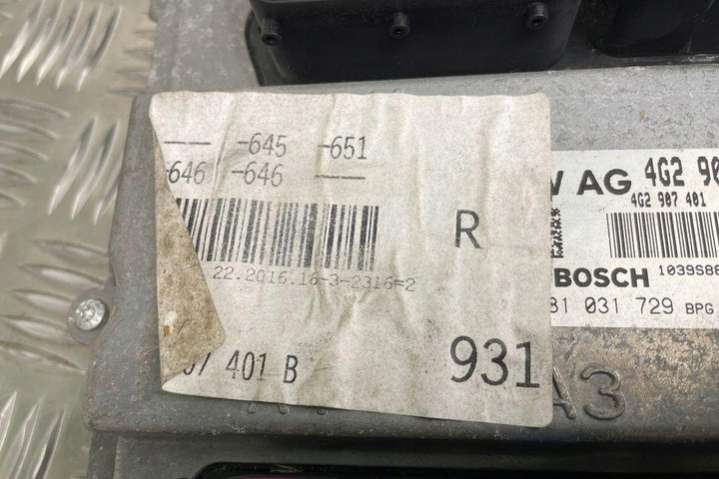 -- -645 -651
-646 -646 --
22.2016.16-3-2316=2
R
401 B
931
AG
4G2 90
4G2 907 401
BOSCH
1039S8
81 031 729 BPG
A3